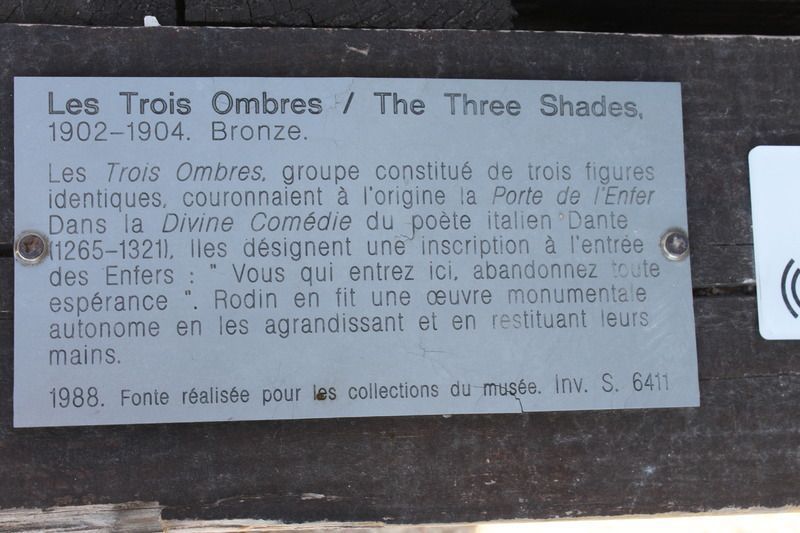 Les Trois Ombres / The Three Shades,
1902–1904. Bronze.
Les Trois Ombres, groupe constitué de trois figures
identiques, couronnaient à l'origine la Porte de l'Enfer
Dans la Divine Comédie du poète italien Dante
(1265–1321), Iles désignent une inscription à l'entrée
des Enfers : " Vous qui entrez ici, abandonnez toute
espérance ". Rodin en fit une œuvre monumentale
autonome en les agrandissant et en restituant leurs
mains.
1988. Fonte réalisée pour les collections du musée. Inv. S. 6411